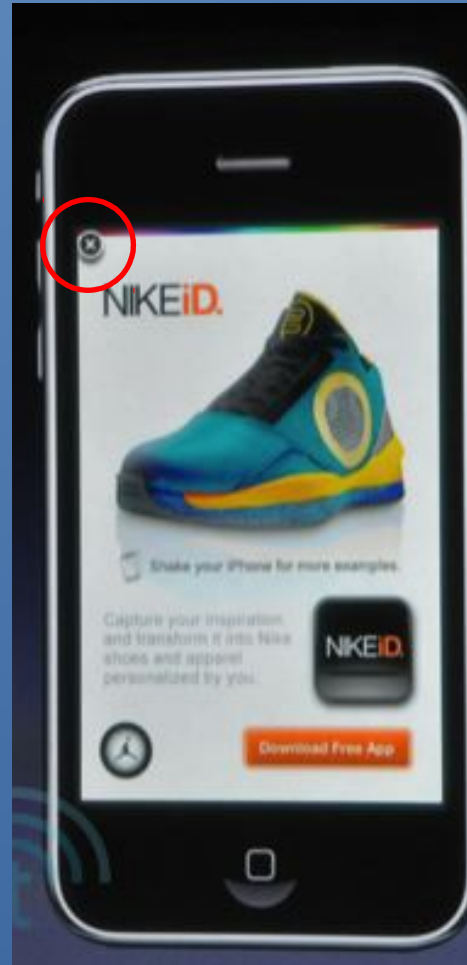 NIKEiD.
Shake your iPhone for more examples.
Capture your inspiration
and transform it into Nike
shoes and apparel
personalized by you.
NIKEiD.
Download Free App